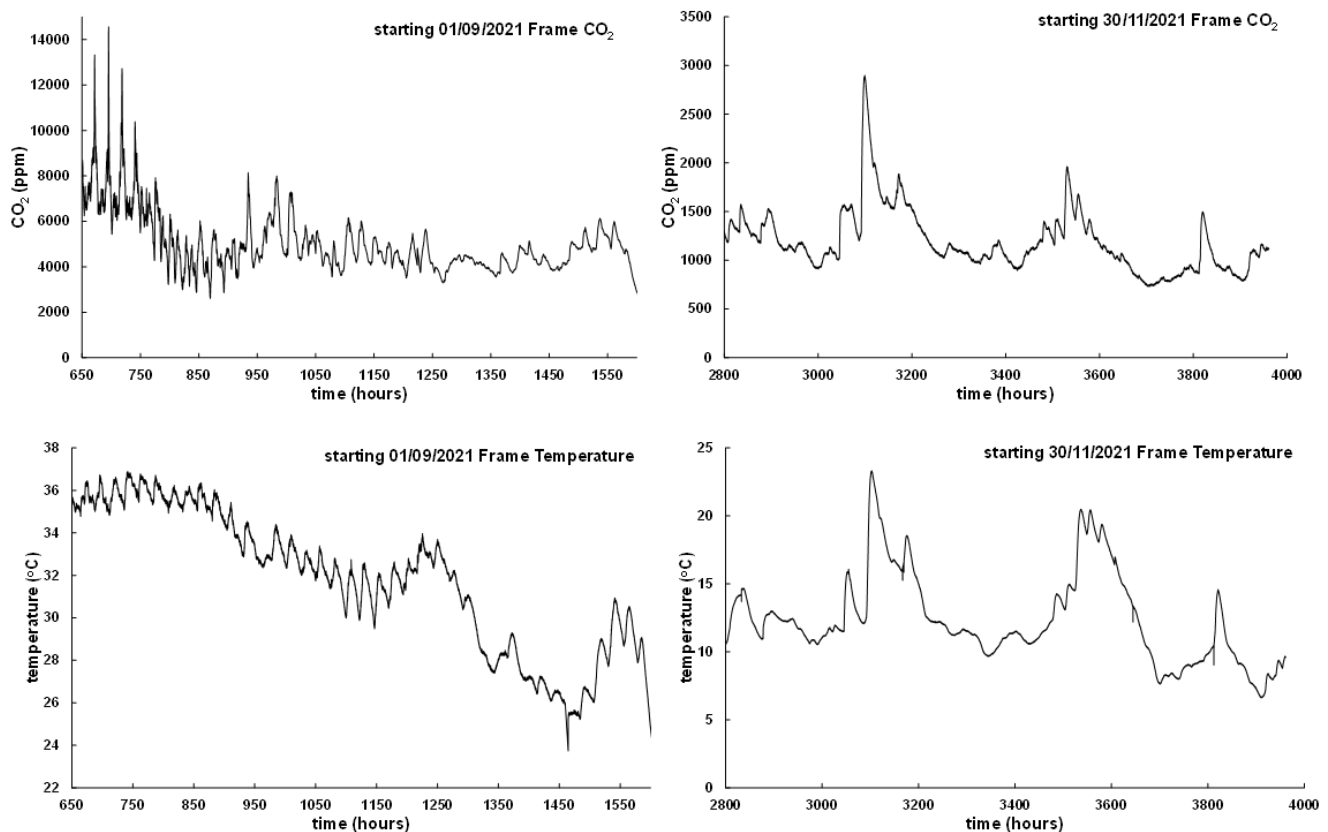 starting 01/09/2021 Frame CO2
CO2 (ppm)
14000
12000
10000
8000
6000
4000
2000
0
650 750 850 950 1050 1150 1250 1350 1450 1550
time (hours)
starting 30/11/2021 Frame CO2
CO2 (ppm)
3500
3000
2500
2000
1500
1000
500
0
2800 3000 3200 3400 3600 3800 4000
time (hours)
starting 01/09/2021 Frame Temperature
temperature (°C)
38
36
34
32
30
28
26
24
22
650 750 850 950 1050 1150 1250 1350 1450 1550
time (hours)
starting 30/11/2021 Frame Temperature
temperature (°C)
25
20
15
10
5
0
2800 3000 3200 3400 3600 3800 4000
time (hours)